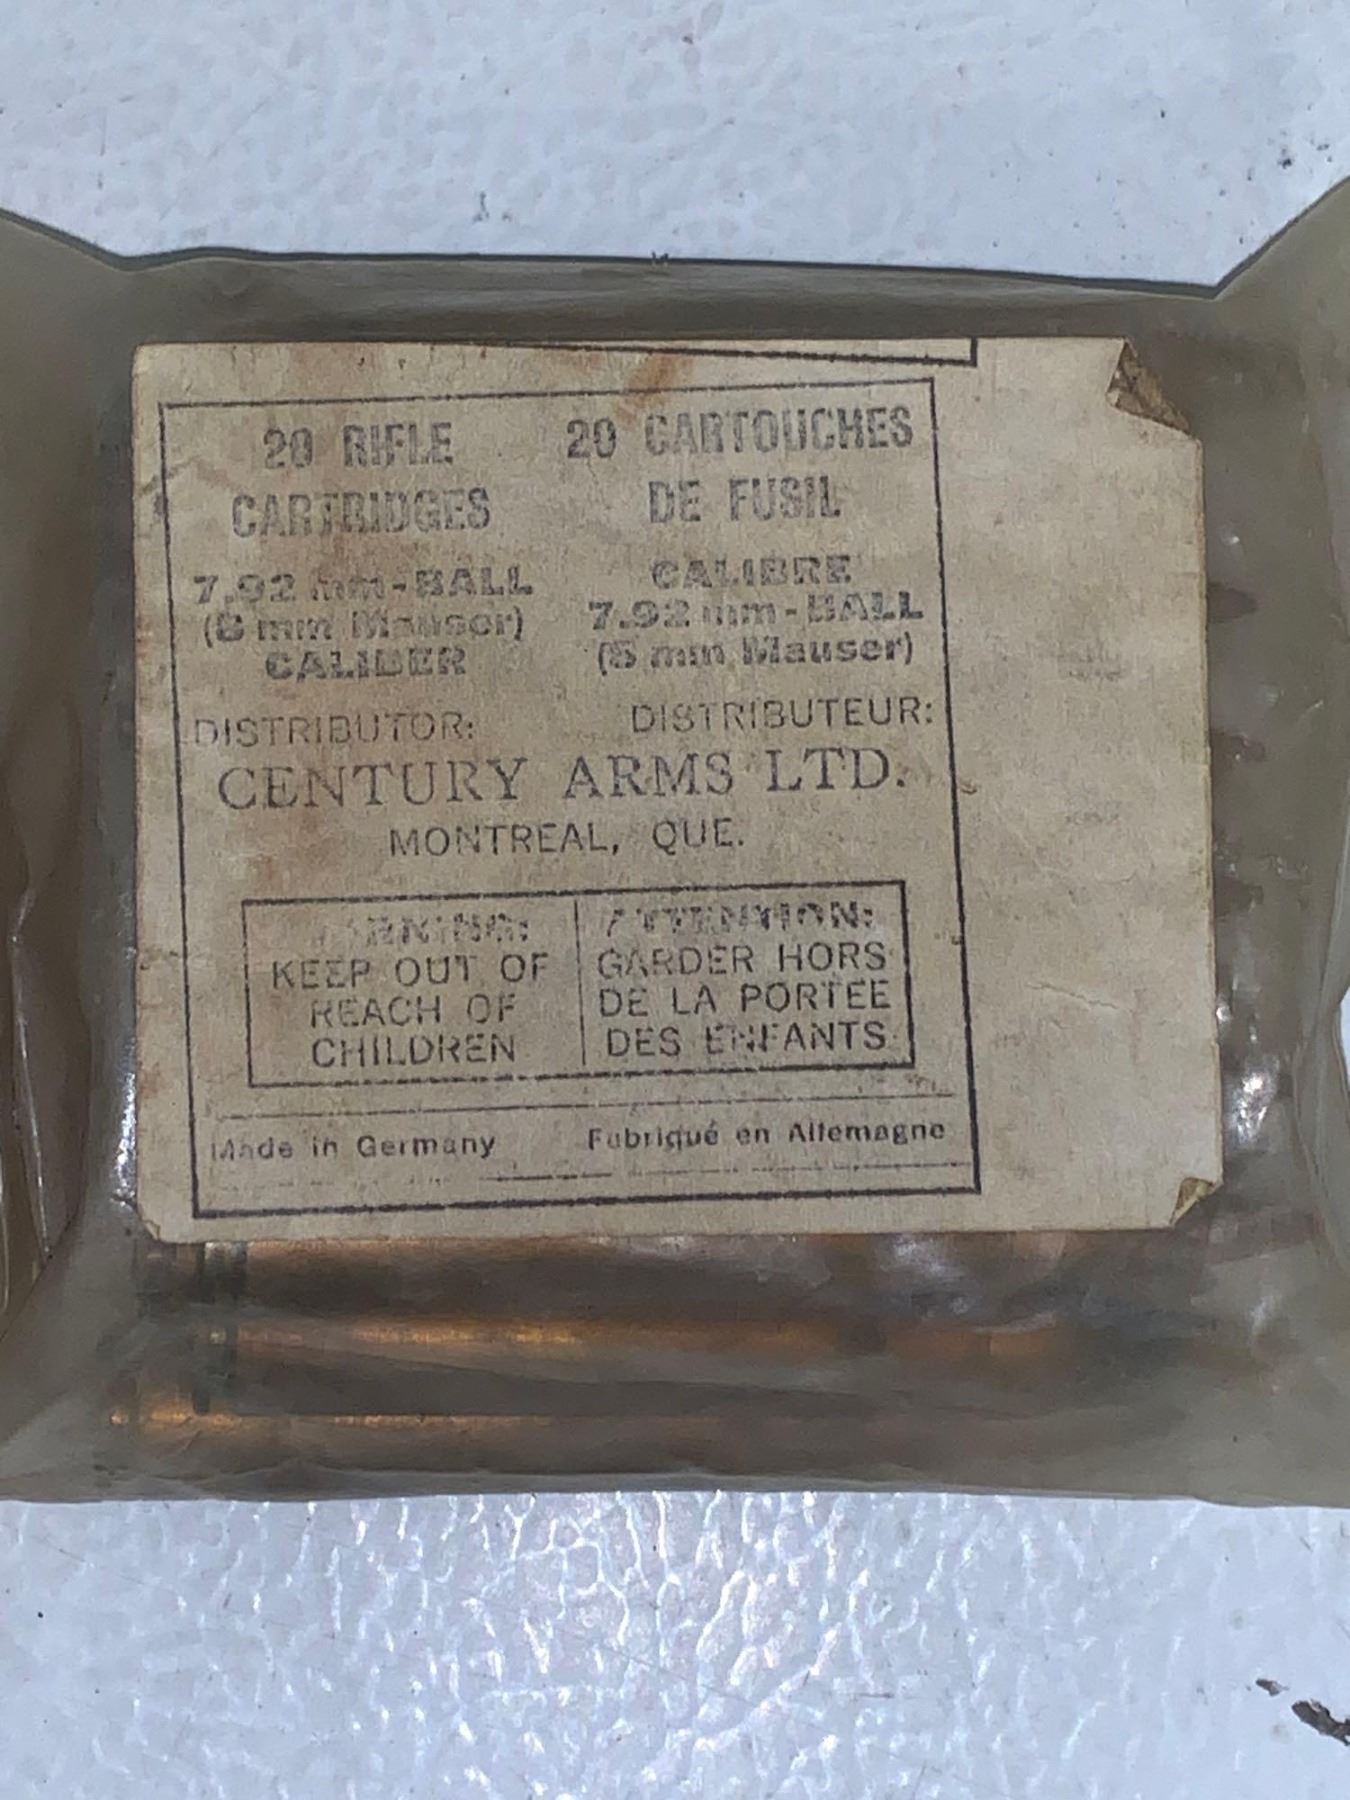 20 RIFLE
CARTRIDGES
7.92 mm-BALL
(8 mm Mauser)
CALIBER
20 CARTOUCHES
DE FUSIL
CALIBRE
7.92 mm-BALL
(8 mm Mauser)
DISTRIBUTOR:
DISTRIBUTEUR:
CENTURY ARMS LTD.
MONTREAL, QUE.
WARNING:
KEEP OUT OF
REACH OF
CHILDREN
ATTENTION:
GARDER HORS
DE LA PORTEE
DES ENFANTS
Made in Germany
Fabriqué en Allemagne